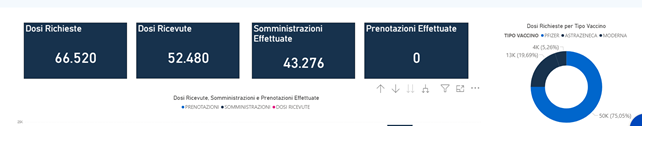 Dosi Richieste
66.520
Dosi Ricevute
52.480
Somministrazioni
Effettuate
43.276
Prenotazioni Effettuate
0
Dosi Ricevute, Somministrazioni e Prenotazioni Effettuate
PRENOTAZIONI SOMMINISTRAZIONI DOSI RICEVUTE
Dosi Richieste per Tipo Vaccino
TIPO VACCINO PFIZER ASTRAZENECA MODERNA
4K (5,26%)
13K (19,69%)
50K (75,05%)